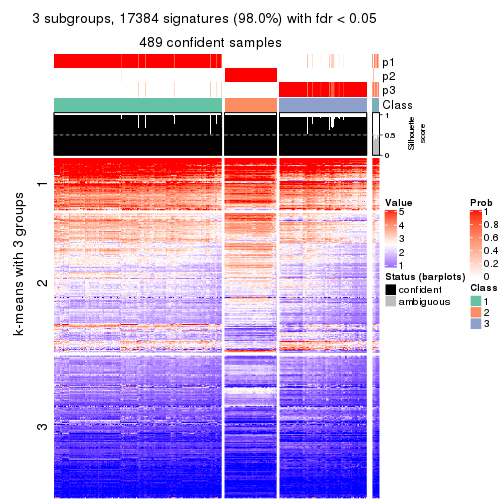 3 subgroups, 17384 signatures (98.0%) with fdr < 0.05
489 confident samples
p1
p2
p3
Class
1
0.5
0
Silhouette
score
k-means with 3 groups
1
2
3
Value
5
4
3
2
1
Prob
1
0.8
0.6
0.4
0.2
0
Status (barplots)
confident
ambiguous
Class
1
2
3